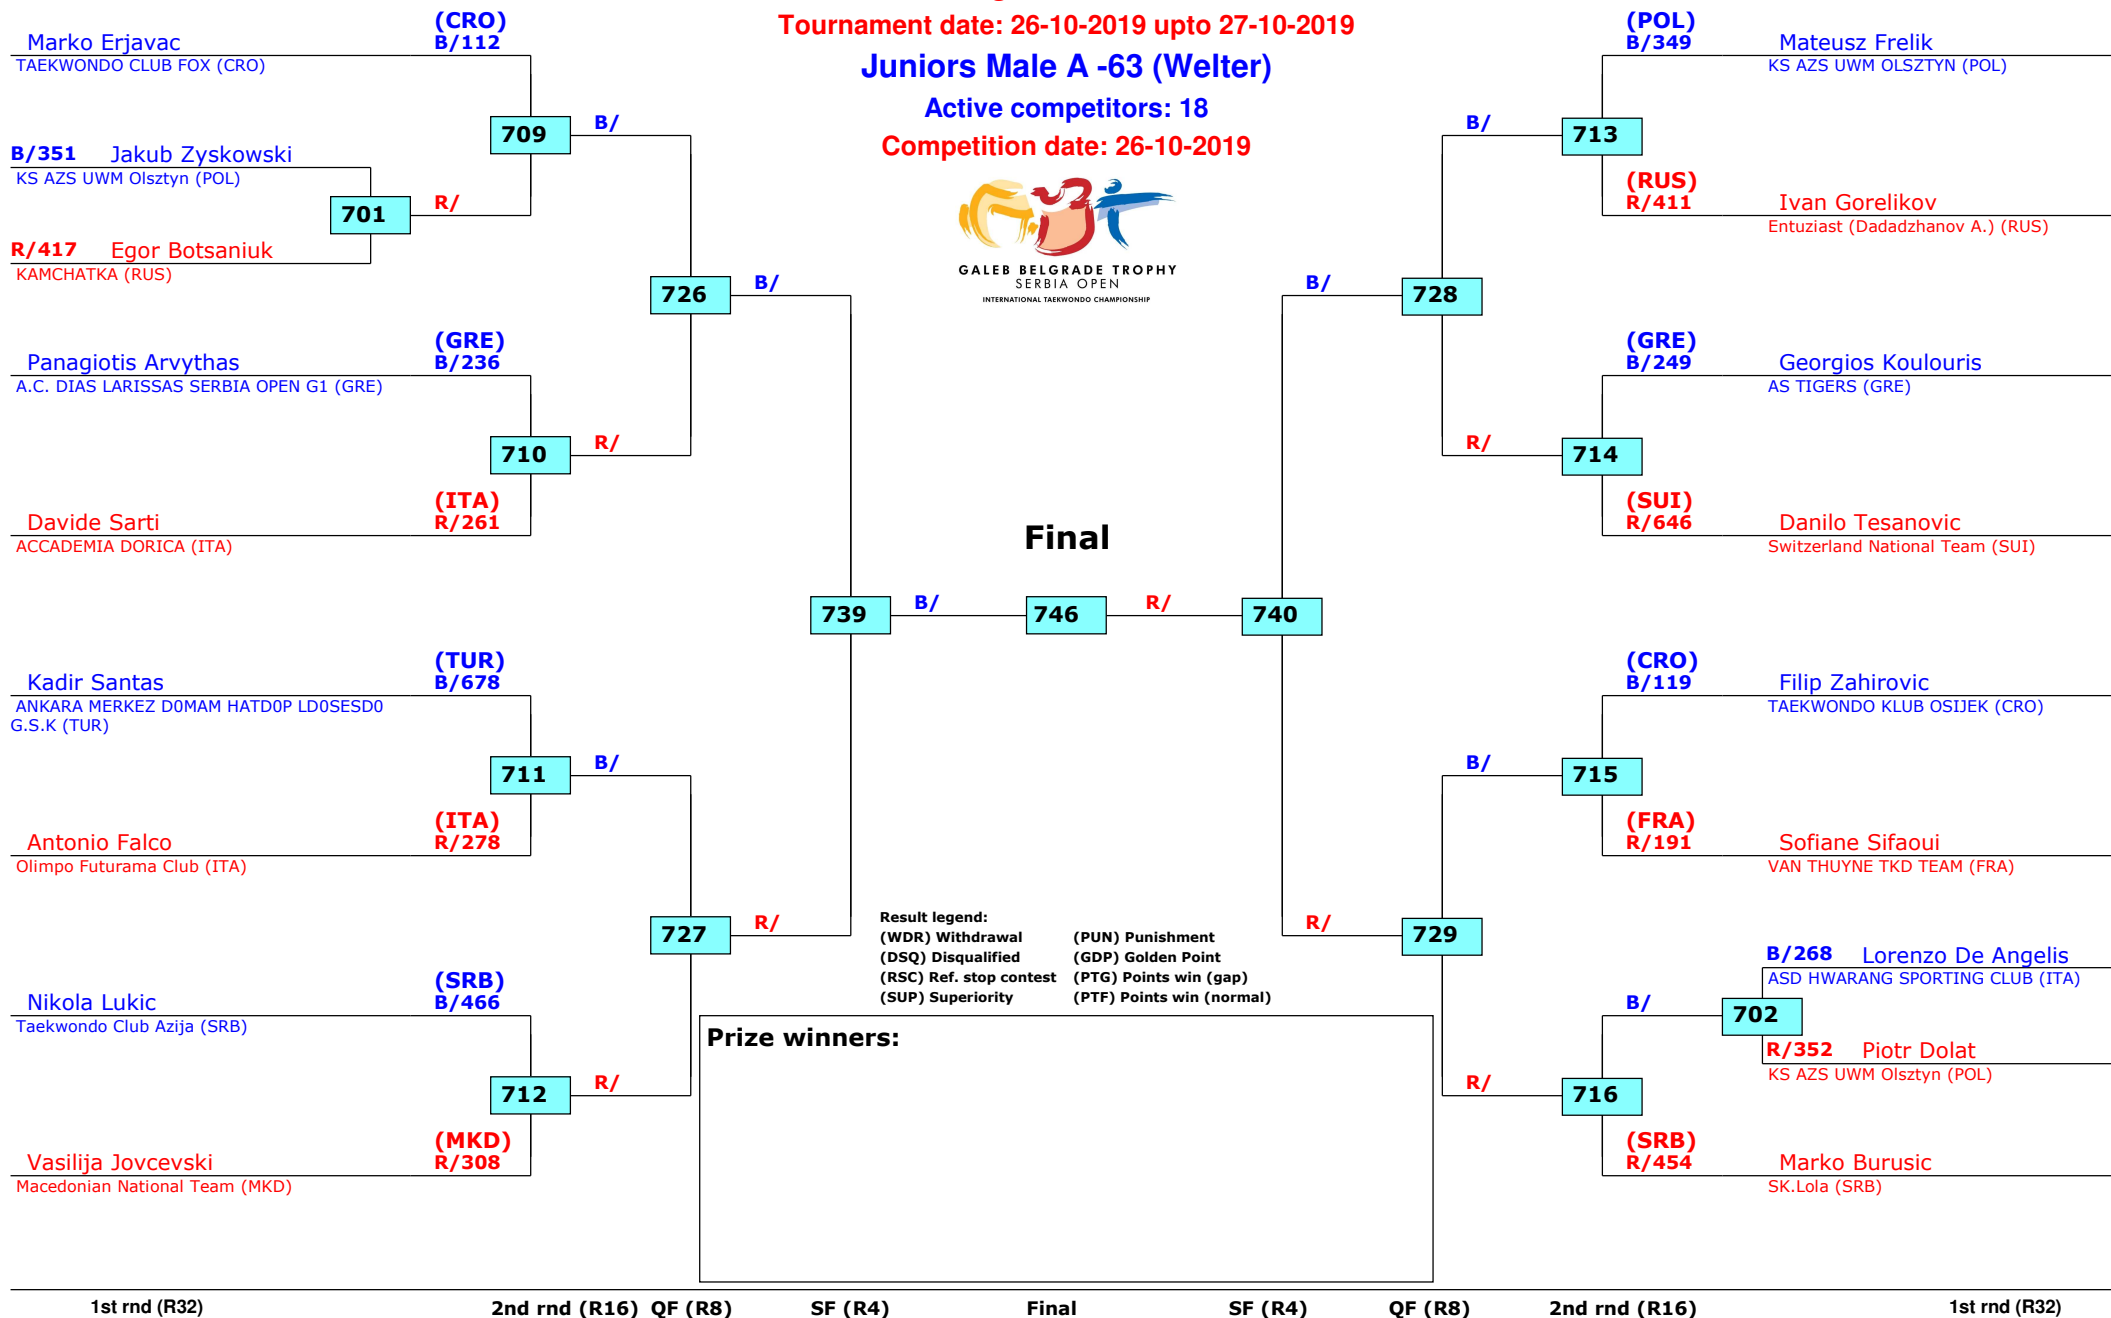 Tournament date: 26-10-2019 upto 27-10-2019
Juniors Male A -63 (Welter)
Active competitors: 18
Competition date: 26-10-2019
GALEB BELGRADE TROPHY
SERBIA OPEN
INTERNATIONAL TAEKWONDO CHAMPIONSHIP
(CRO)
Marko Erjavac B/112
TAEKWONDO CLUB FOX (CRO)
709 B/
B/351 Jakub Zyskowski
KS AZS UWM Olsztyn (POL)
701 R/
R/417 Egor Botsaniuk
KAMCHATKA (RUS)
726 B/
(GRE)
Panagiotis Arvythas B/236
A.C. DIAS LARISSAS SERBIA OPEN G1 (GRE)
710 R/
(ITA)
Davide Sarti R/261
ACCADEMIA DORICA (ITA)
739 B/
(TUR)
Kadir Santas B/678
ANKARA MERKEZ D0MAM HATD0P LD0SESD0
G.S.K (TUR)
711 B/
(ITA)
Antonio Falco R/278
Olimpo Futurama Club (ITA)
727 R/
(SRB)
Nikola Lukic B/466
Taekwondo Club Azija (SRB)
712 R/
(MKD)
Vasilija Jovcevski R/308
Macedonian National Team (MKD)
Final
746
(POL)
B/349 Mateusz Frelik
KS AZS UWM OLSZTYN (POL)
B/ 713
(RUS)
R/411 Ivan Gorelikov
Entuziast (Dadadzhanov A.) (RUS)
B/ 728
(GRE)
B/249 Georgios Koulouris
AS TIGERS (GRE)
R/ 714
(SUI)
R/646 Danilo Tesanovic
Switzerland National Team (SUI)
R/ 740
(CRO)
B/119 Filip Zahirovic
TAEKWONDO KLUB OSIJEK (CRO)
B/ 715
(FRA)
R/191 Sofiane Sifaoui
VAN THUYNE TKD TEAM (FRA)
R/ 729
B/268 Lorenzo De Angelis
ASD HWARANG SPORTING CLUB (ITA)
B/ 702
R/352 Piotr Dolat
KS AZS UWM Olsztyn (POL)
R/ 716
(SRB)
R/454 Marko Burusic
SK.Lola (SRB)
Result legend:
(WDR) Withdrawal (PUN) Punishment
(DSQ) Disqualified (GDP) Golden Point
(RSC) Ref. stop contest (PTG) Points win (gap)
(SUP) Superiority (PTF) Points win (normal)
Prize winners:
1st rnd (R32) 2nd rnd (R16) QF (R8) SF (R4) Final SF (R4) QF (R8) 2nd rnd (R16) 1st rnd (R32)